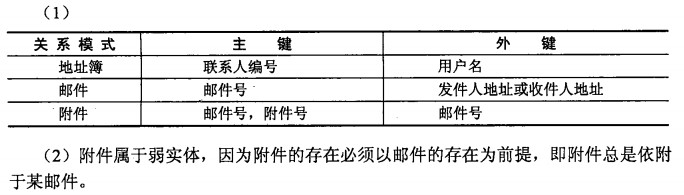 （1）
关系模式 主键 外键
地址簿 联系人编号 用户名
邮件 邮件号 发件人地址或收件人地址
附件 邮件号，附件号 邮件号
（2）附件属于弱实体，因为附件的存在必须以邮件的存在为前提，即附件总是依附
于某邮件。